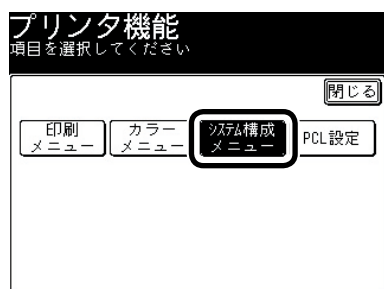 プリンタ機能
項目を選択してください
閉じる
印刷
メニュー
カラー
メニュー
ｼｽﾃﾑ構成
メニュー
PCL設定